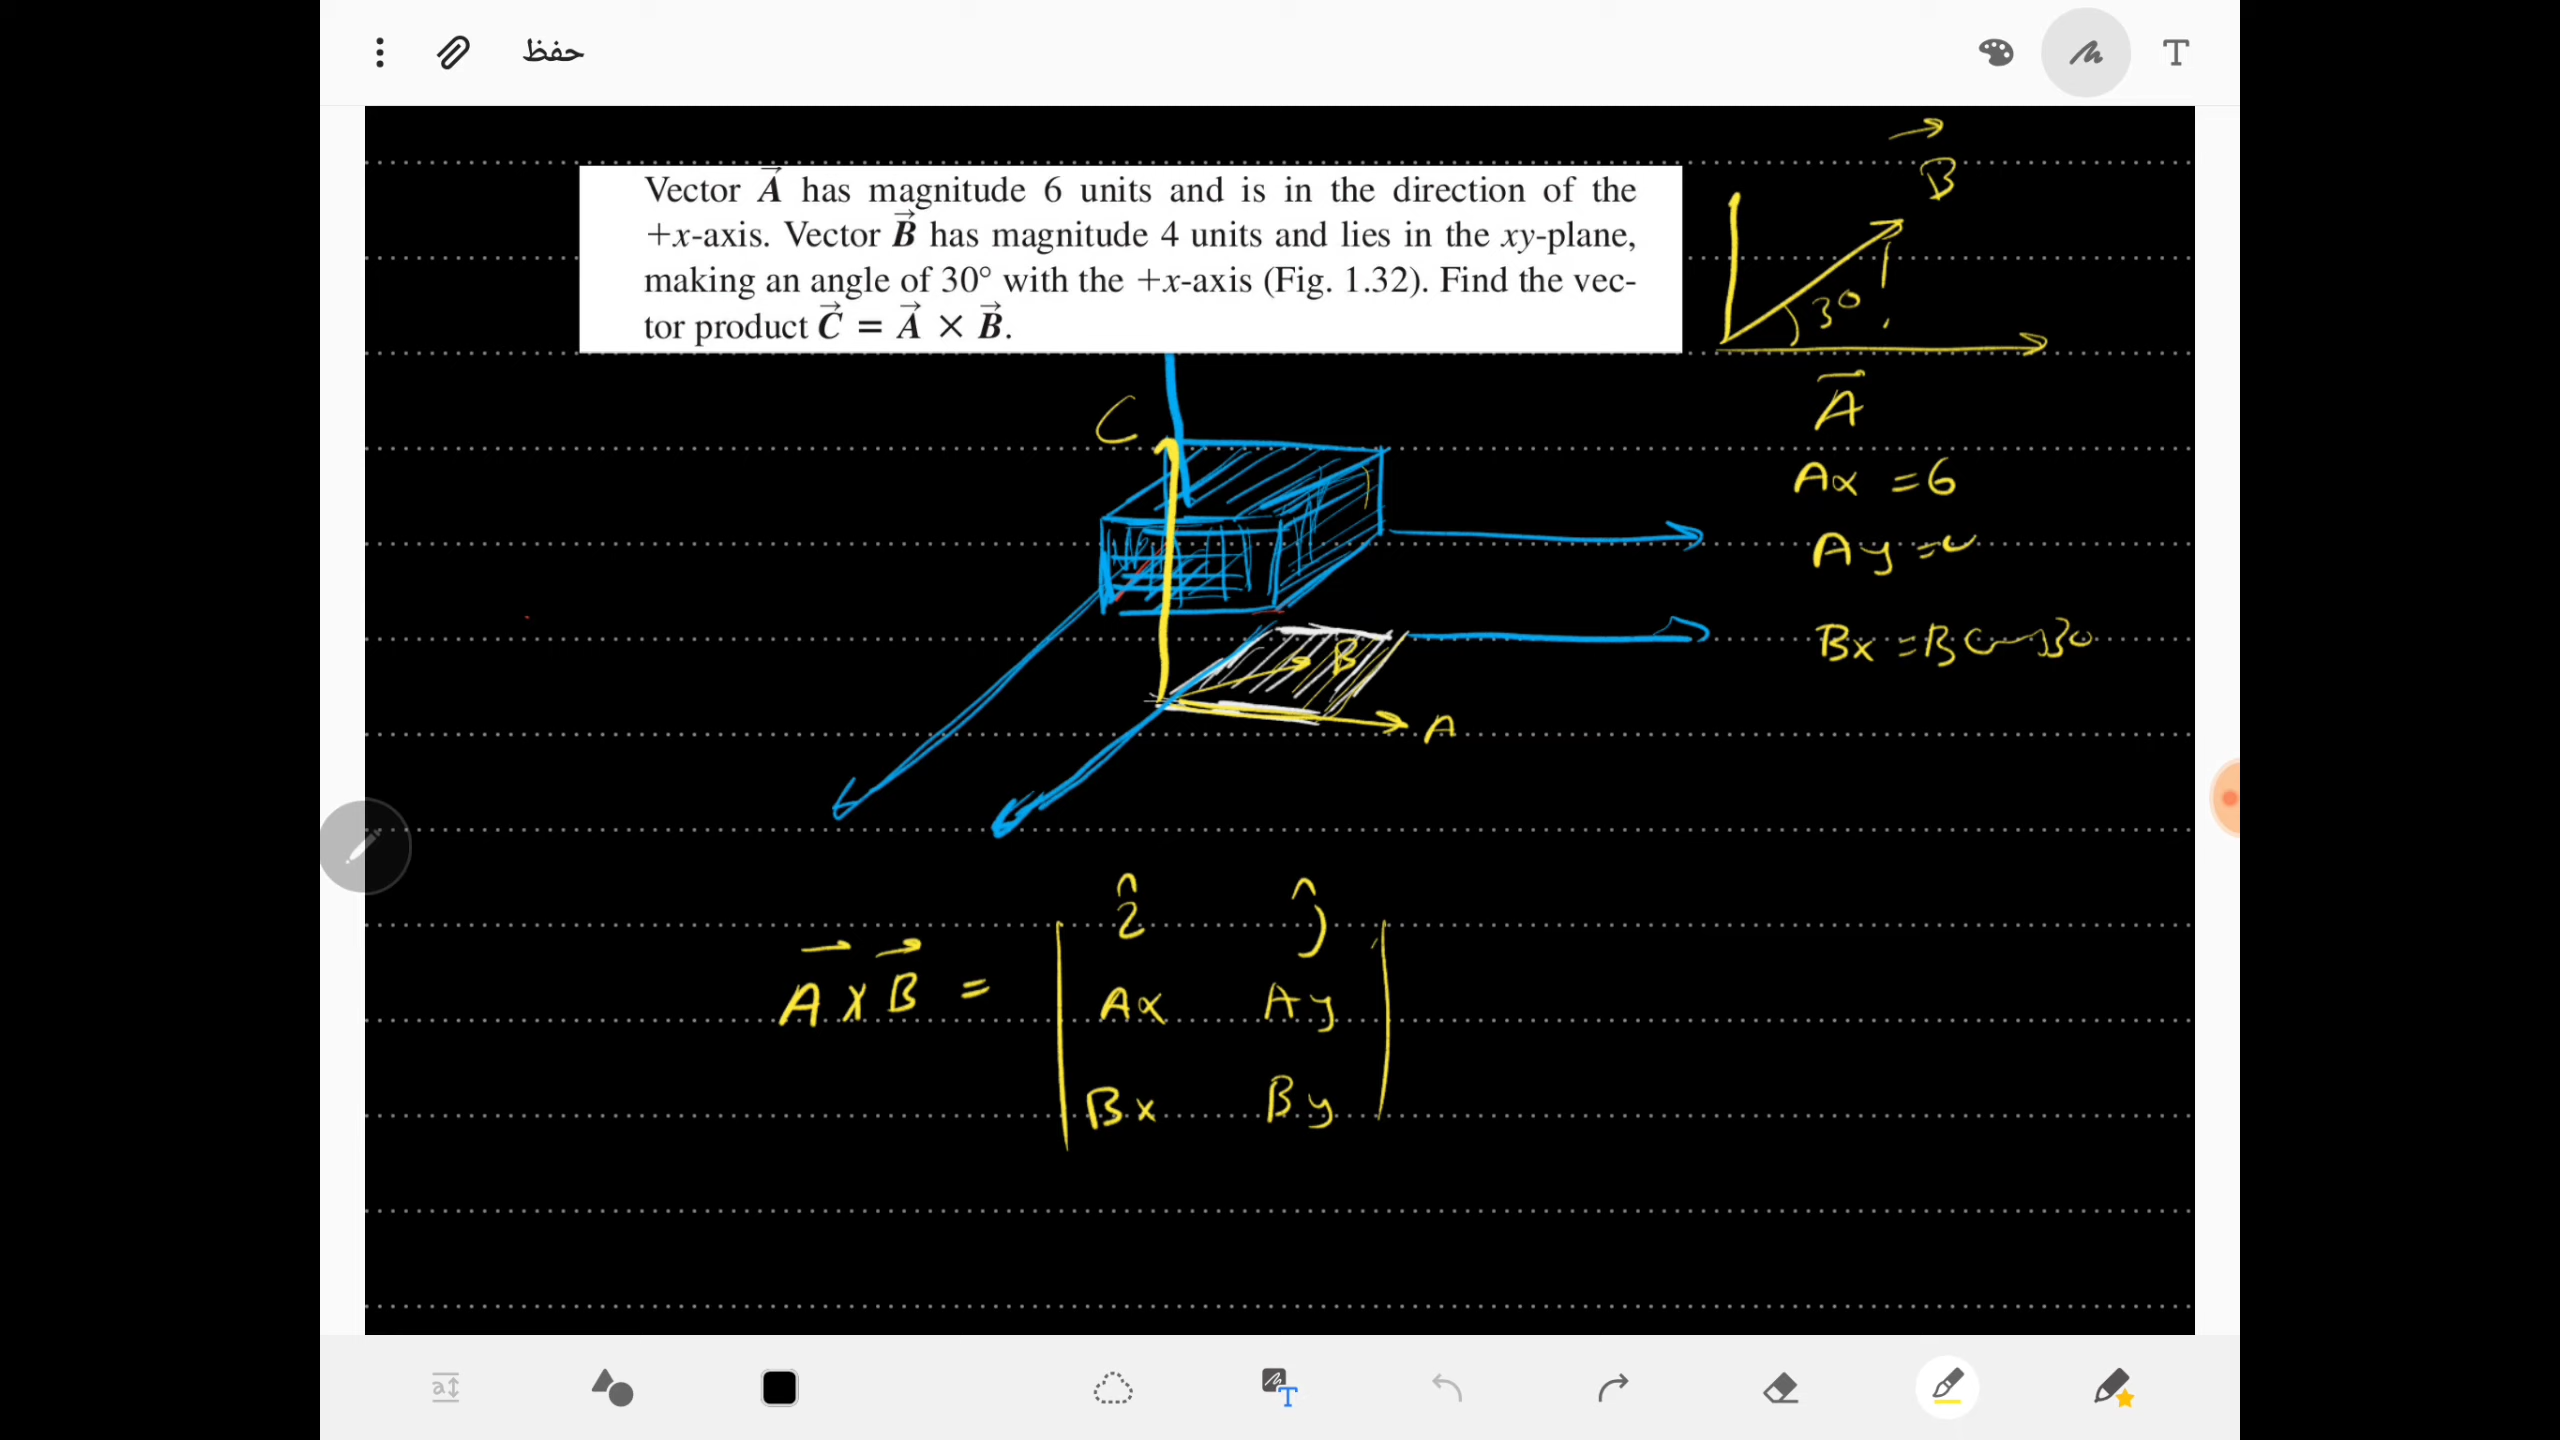 حفظ
T
Vector A⃗ has magnitude 6 units and is in the direction of the
+x-axis. Vector B⃗ has magnitude 4 units and lies in the xy-plane,
making an angle of 30° with the +x-axis (Fig. 1.32). Find the vec-
tor product C⃗ = A⃗ × B⃗.
B⃗
30
A⃗
C
Ax = 6
Ay = 0
Bx = B cos 30
B
A
î ĵ
A⃗ x B⃗ =
Ax Ay
Bx By
a
T